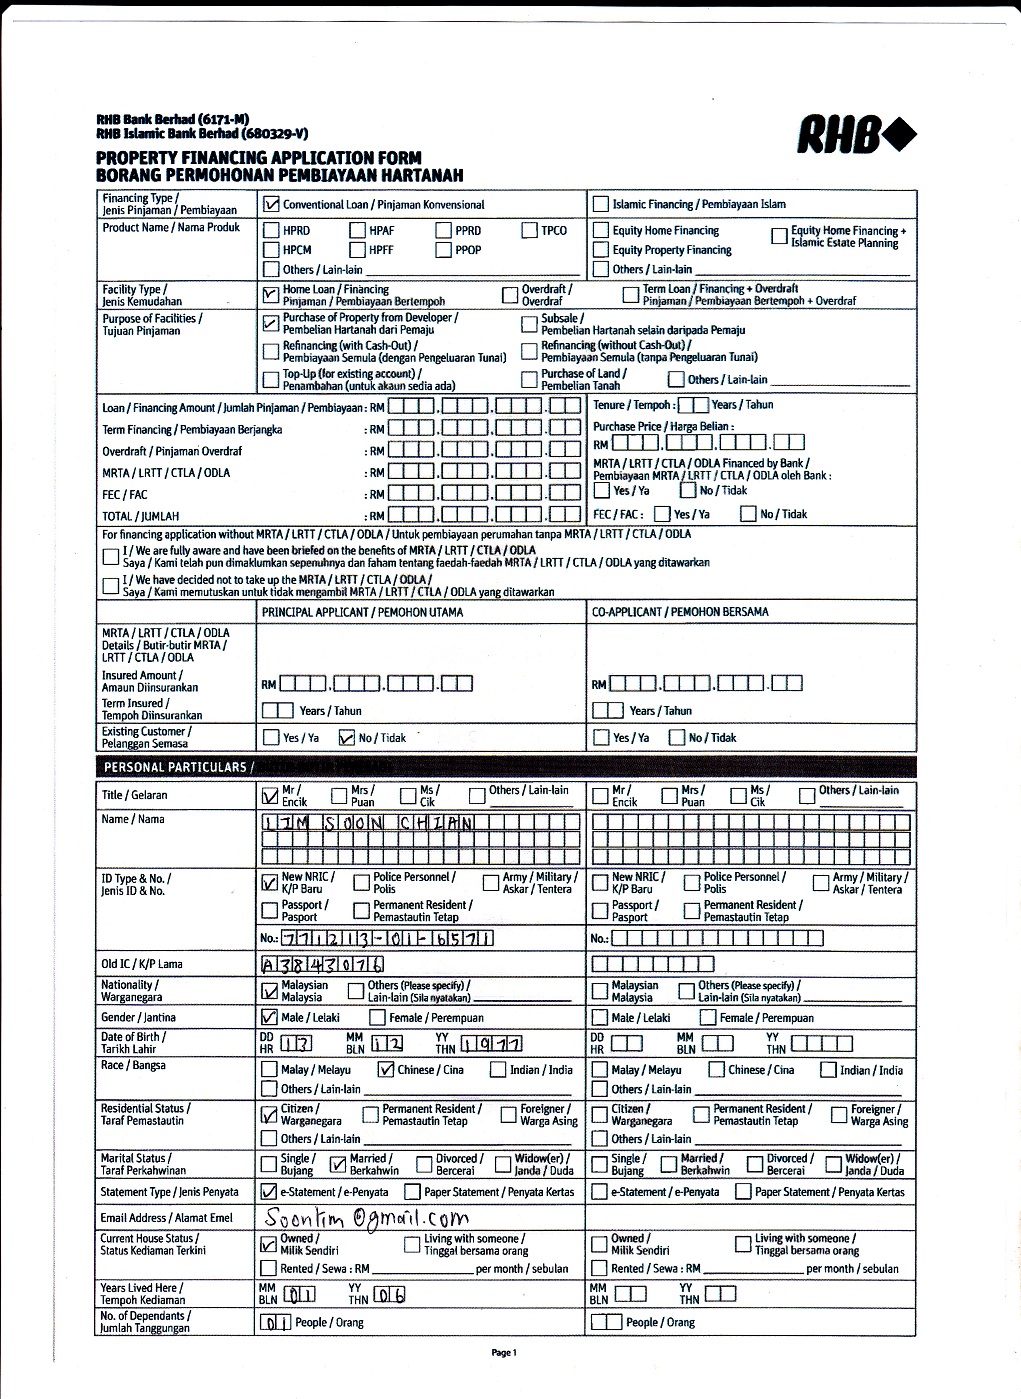 RHB Bank Berhad (6171-M)
RHB Islamic Bank Berhad (680329-V)
RHB
PROPERTY FINANCING APPLICATION FORM
BORANG PERMOHONAN PEMBIAYAAN HARTANAH
Financing Type /
Jenis Pinjaman / Pembiayaan
Conventional Loan / Pinjaman Konvensional
Islamic Financing / Pembiayaan Islam
Product Name / Nama Produk
HPRD HPAF PPRD TPCO
HPCM HPFF PPOP
Others / Lain-lain
Equity Home Financing
Equity Home Financing +
Islamic Estate Planning
Equity Property Financing
Others / Lain-lain
Facility Type /
Jenis Kemudahan
Home Loan / Financing
Pinjaman / Pembiayaan Bertempoh
Overdraft /
Overdraf
Term Loan / Financing + Overdraft
Pinjaman / Pembiayaan Bertempoh + Overdraf
Purpose of Facilities /
Tujuan Pinjaman
Purchase of Property from Developer /
Pembelian Hartanah dari Pemaju
Subsale /
Pembelian Hartanah selain daripada Pemaju
Refinancing (with Cash-Out) /
Pembiayaan Semula (dengan Pengeluaran Tunai)
Refinancing (without Cash-Out) /
Pembiayaan Semula (tanpa Pengeluaran Tunai)
Top-Up (for existing account) /
Penambahan (untuk akaun sedia ada)
Purchase of Land /
Pembelian Tanah
Others / Lain-lain
Loan / Financing Amount / Jumlah Pinjaman / Pembiayaan : RM
Term Financing / Pembiayaan Berjangka : RM
Overdraft / Pinjaman Overdraf : RM
MRTA / LRTT / CTLA / ODLA : RM
FEC / FAC : RM
TOTAL / JUMLAH : RM
Tenure / Tempoh : Years / Tahun
Purchase Price / Harga Belian :
RM
MRTA / LRTT / CTLA / ODLA Financed by Bank /
Pembiayaan MRTA / LRTT / CTLA / ODLA oleh Bank :
Yes / Ya No / Tidak
FEC / FAC : Yes / Ya No / Tidak
For financing application without MRTA / LRTT / CTLA / ODLA / Untuk pembiayaan perumahan tanpa MRTA / LRTT / CTLA / ODLA
I / We are fully aware and have been briefed on the benefits of MRTA / LRTT / CTLA / ODLA
Saya / Kami telah pun dimaklumkan sepenuhnya dan faham tentang faedah-faedah MRTA / LRTT / CTLA / ODLA yang ditawarkan
I / We have decided not to take up the MRTA / LRTT / CTLA / ODLA /
Saya / Kami memutuskan untuk tidak mengambil MRTA / LRTT / CTLA / ODLA yang ditawarkan
PRINCIPAL APPLICANT / PEMOHON UTAMA
CO-APPLICANT / PEMOHON BERSAMA
MRTA / LRTT / CTLA / ODLA
Details / Butir-butir MRTA /
LRTT / CTLA / ODLA
Insured Amount /
Amaun Diinsurankan
RM
RM
Term Insured /
Tempoh Diinsurankan
Years / Tahun
Years / Tahun
Existing Customer /
Pelanggan Semasa
Yes / Ya No / Tidak
Yes / Ya No / Tidak
PERSONAL PARTICULARS /
Title / Gelaran
Mr /
Encik
Mrs /
Puan
Ms /
Cik
Others / Lain-lain
Mr /
Encik
Mrs /
Puan
Ms /
Cik
Others / Lain-lain
Name / Nama
LIM SOON CHIAN
ID Type & No. /
Jenis ID & No.
New NRIC /
K/P Baru
Police Personnel /
Polis
Army / Military /
Askar / Tentera
Passport /
Pasport
Permanent Resident /
Pemastautin Tetap
New NRIC /
K/P Baru
Police Personnel /
Polis
Army / Military /
Askar / Tentera
Passport /
Pasport
Permanent Resident /
Pemastautin Tetap
No.: 771213-01-6571
No.:
Old IC / K/P Lama
A3843076
Nationality /
Warganegara
Malaysian
Malaysia
Others (Please specify) /
Lain-lain (Sila nyatakan)
Malaysian
Malaysia
Others (Please specify) /
Lain-lain (Sila nyatakan)
Gender / Jantina
Male / Lelaki Female / Perempuan
Male / Lelaki Female / Perempuan
Date of Birth /
Tarikh Lahir
DD
HR 13
MM
BLN 12
YY
THN 1977
DD
HR
MM
BLN
YY
THN
Race / Bangsa
Malay / Melayu Chinese / Cina Indian / India
Others / Lain-lain
Malay / Melayu Chinese / Cina Indian / India
Others / Lain-lain
Residential Status /
Taraf Pemastautin
Citizen /
Warganegara
Permanent Resident /
Pemastautin Tetap
Foreigner /
Warga Asing
Others / Lain-lain
Citizen /
Warganegara
Permanent Resident /
Pemastautin Tetap
Foreigner /
Warga Asing
Others / Lain-lain
Marital Status /
Taraf Perkahwinan
Single /
Bujang
Married /
Berkahwin
Divorced /
Bercerai
Widow(er) /
Janda / Duda
Single /
Bujang
Married /
Berkahwin
Divorced /
Bercerai
Widow(er) /
Janda / Duda
Statement Type / Jenis Penyata
e-Statement / e-Penyata Paper Statement / Penyata Kertas
e-Statement / e-Penyata Paper Statement / Penyata Kertas
Email Address / Alamat Emel
Soontim@gmail.com
Current House Status /
Status Kediaman Terkini
Owned /
Milik Sendiri
Living with someone /
Tinggal bersama orang
Rented / Sewa : RM per month / sebulan
Owned /
Milik Sendiri
Living with someone /
Tinggal bersama orang
Rented / Sewa : RM per month / sebulan
Years Lived Here /
Tempoh Kediaman
MM
BLN 01
YY
THN 06
MM
BLN
YY
THN
No. of Dependants /
Jumlah Tanggungan
01 People / Orang
People / Orang
Page 1